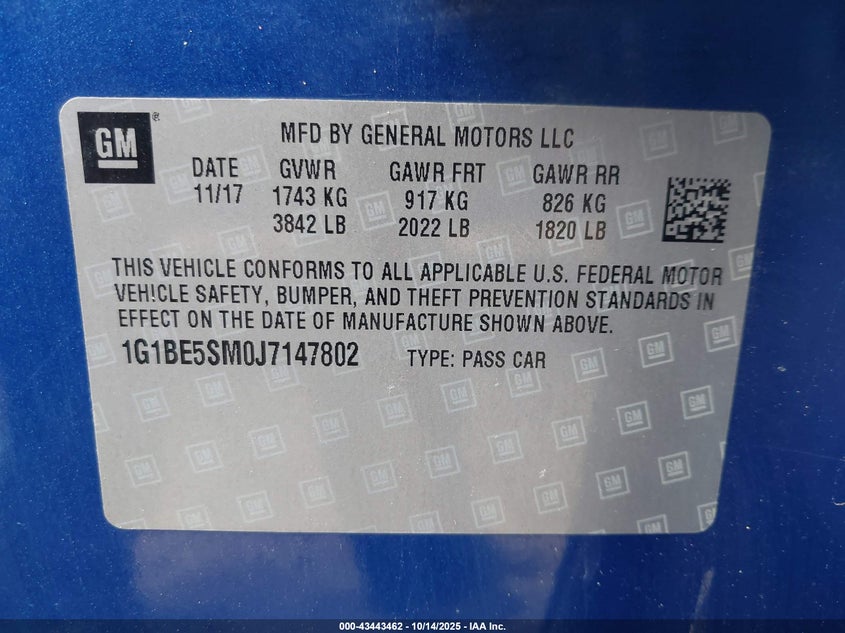 GM
MFD BY GENERAL MOTORS LLC
DATE GVWR GAWR FRT GAWR RR
11/17 1743 KG 917 KG 826 KG
3842 LB 2022 LB 1820 LB
THIS VEHICLE CONFORMS TO ALL APPLICABLE U.S. FEDERAL MOTOR
VEHICLE SAFETY, BUMPER, AND THEFT PREVENTION STANDARDS IN
EFFECT ON THE DATE OF MANUFACTURE SHOWN ABOVE.
1G1BE5SM0J7147802 TYPE: PASS CAR
000-43443462 | 10/14/2025 | IAA Inc.